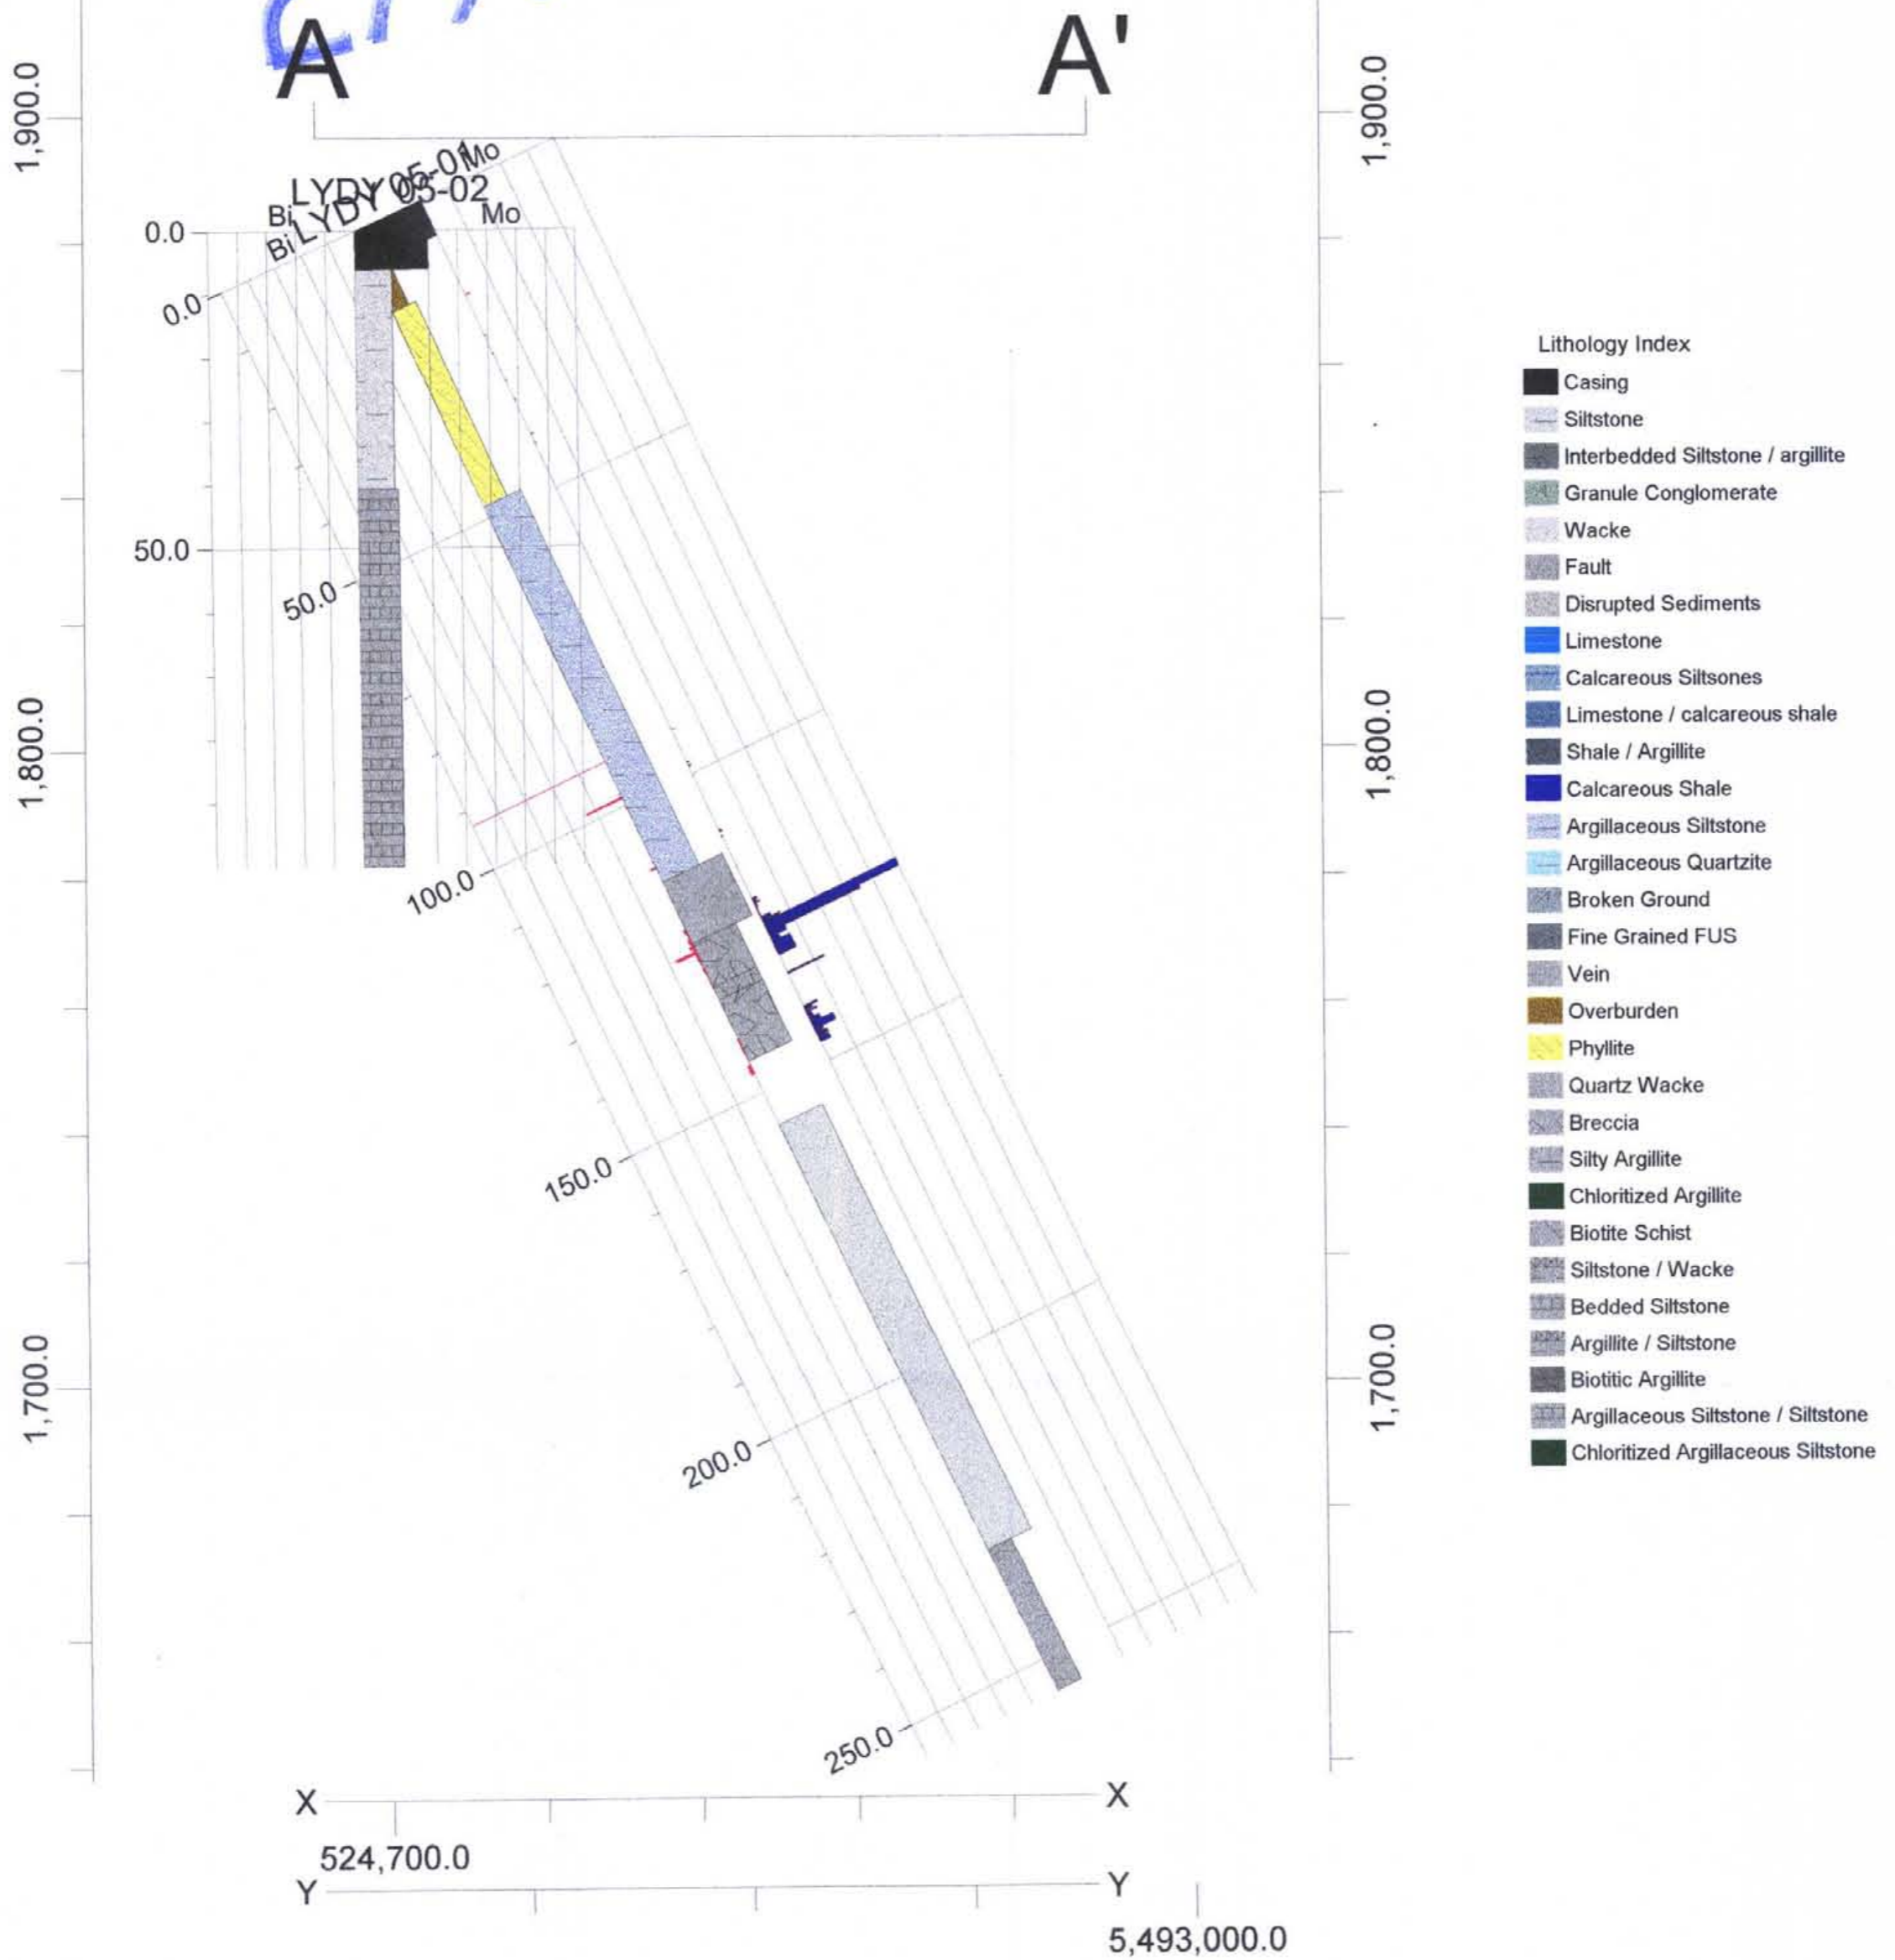 A
A'
1,900.0
1,900.0
LYDY 05-01
Mo
LYDY 05-02
Bi
Mo
Bi
0.0
0.0
50.0
50.0
1,800.0
1,800.0
100.0
150.0
1,700.0
1,700.0
200.0
250.0
X
X
524,700.0
Y
Y
5,493,000.0
Lithology Index
Casing
Siltstone
Interbedded Siltstone / argillite
Granule Conglomerate
Wacke
Fault
Disrupted Sediments
Limestone
Calcareous Siltsones
Limestone / calcareous shale
Shale / Argillite
Calcareous Shale
Argillaceous Siltstone
Argillaceous Quartzite
Broken Ground
Fine Grained FUS
Vein
Overburden
Phyllite
Quartz Wacke
Breccia
Silty Argillite
Chloritized Argillite
Biotite Schist
Siltstone / Wacke
Bedded Siltstone
Argillite / Siltstone
Biotitic Argillite
Argillaceous Siltstone / Siltstone
Chloritized Argillaceous Siltstone